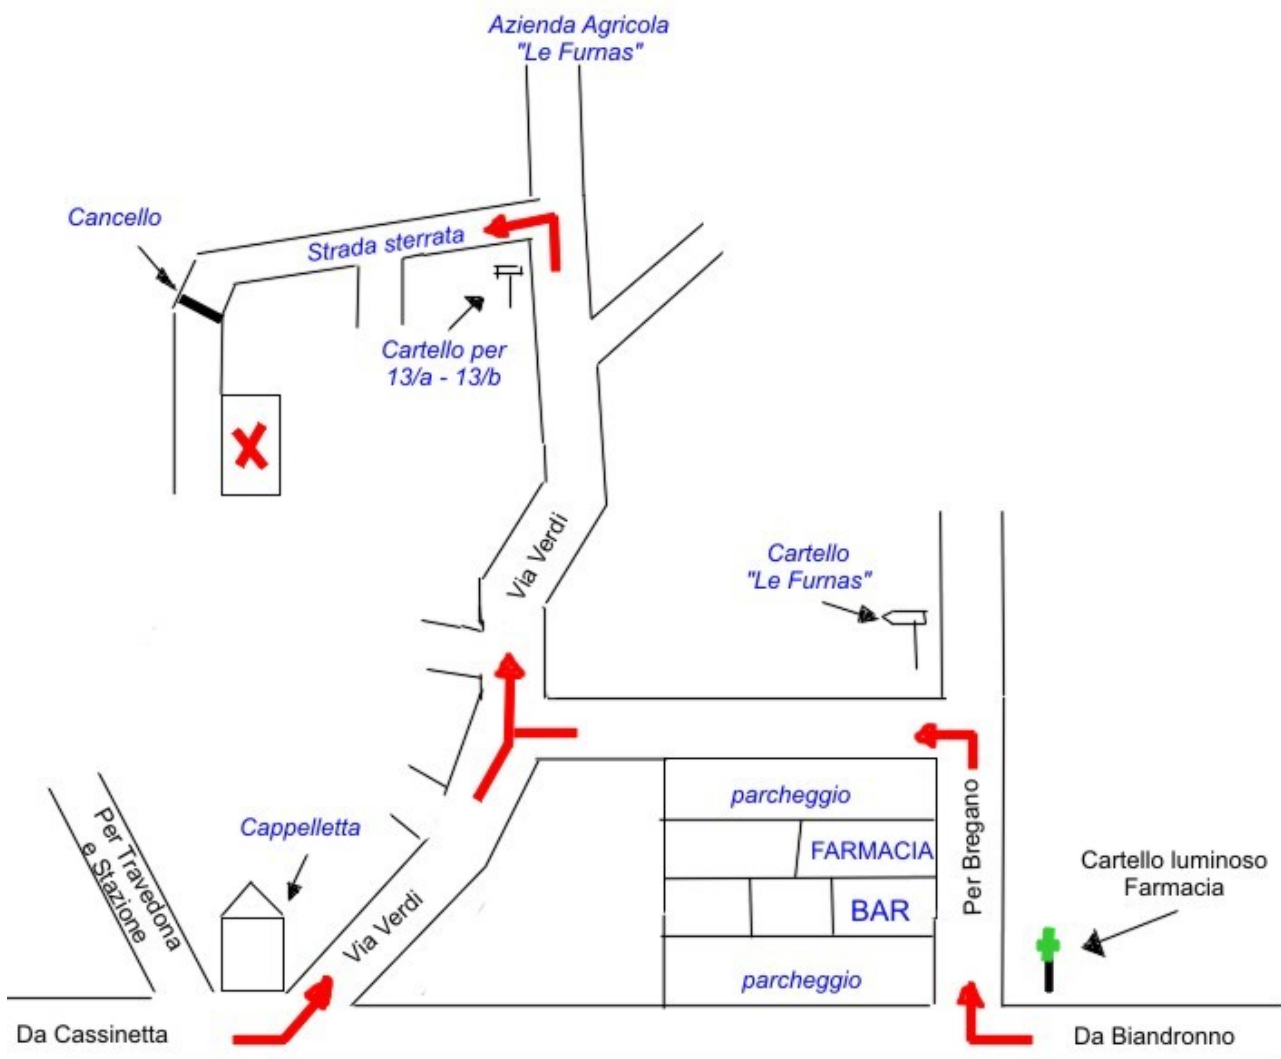 Azienda Agricola
"Le Furnas"
Cancello
Strada sterrata
Cartello per
13/a - 13/b
Via Verdi
Cartello
"Le Furnas"
parcheggio
Per Travedona
e Stazione
Cappelletta
FARMACIA
Per Bregano
Cartello luminoso
Farmacia
BAR
Via Verdi
parcheggio
Da Cassinetta
Da Biandronno